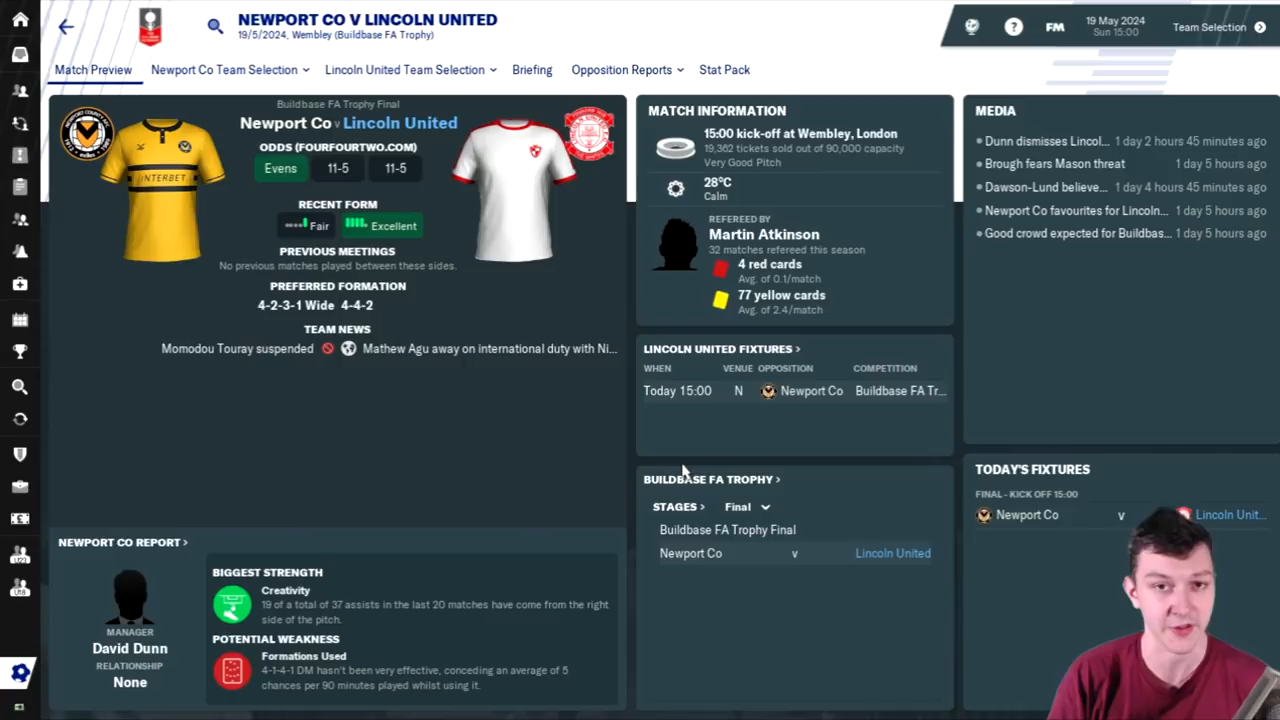 NEWPORT CO V LINCOLN UNITED
19/5/2024, Wembley (Buildbase FA Trophy)
FM
19 May 2024
Sun 15:00
Team Selection
Match Preview
Newport Co Team Selection
Lincoln United Team Selection
Briefing
Opposition Reports
Stat Pack
Buildbase FA Trophy Final
Newport Co v Lincoln United
ODDS (FOURFOURTWO.COM)
Evens
11-5
11-5
RECENT FORM
Fair
Excellent
PREVIOUS MEETINGS
No previous matches played between these sides.
PREFERRED FORMATION
4-2-3-1 Wide 4-4-2
TEAM NEWS
Momodou Touray suspended
Mathew Agu away on international duty with Ni...
INTERBET
NEWPORT CO REPORT >
MANAGER
David Dunn
RELATIONSHIP
None
BIGGEST STRENGTH
Creativity
19 of a total of 37 assists in the last 20 matches have come from the right
side of the pitch.
POTENTIAL WEAKNESS
Formations Used
4-1-4-1 DM hasn't been very effective, conceding an average of 5
chances per 90 minutes played whilst using it.
MATCH INFORMATION
15:00 kick-off at Wembley, London
19,362 tickets sold out of 90,000 capacity
Very Good Pitch
28°C
Calm
REFEREED BY
Martin Atkinson
32 matches refereed this season
4 red cards
Avg. of 0.1/match
77 yellow cards
Avg. of 2.4/match
LINCOLN UNITED FIXTURES >
WHEN VENUE OPPOSITION COMPETITION
Today 15:00 N Newport Co Buildbase FA Tr...
BUILDBASE FA TROPHY >
STAGES > Final
Buildbase FA Trophy Final
Newport Co v Lincoln United
MEDIA
Dunn dismisses Lincol... 1 day 2 hours 45 minutes ago
Brough fears Mason threat 1 day 5 hours ago
Dawson-Lund believe... 1 day 4 hours 45 minutes ago
Newport Co favourites for Lincoln... 1 day 5 hours ago
Good crowd expected for Buildbas... 1 day 5 hours ago
TODAY'S FIXTURES
FINAL - KICK OFF 15:00
Newport Co v Lincoln Unit...